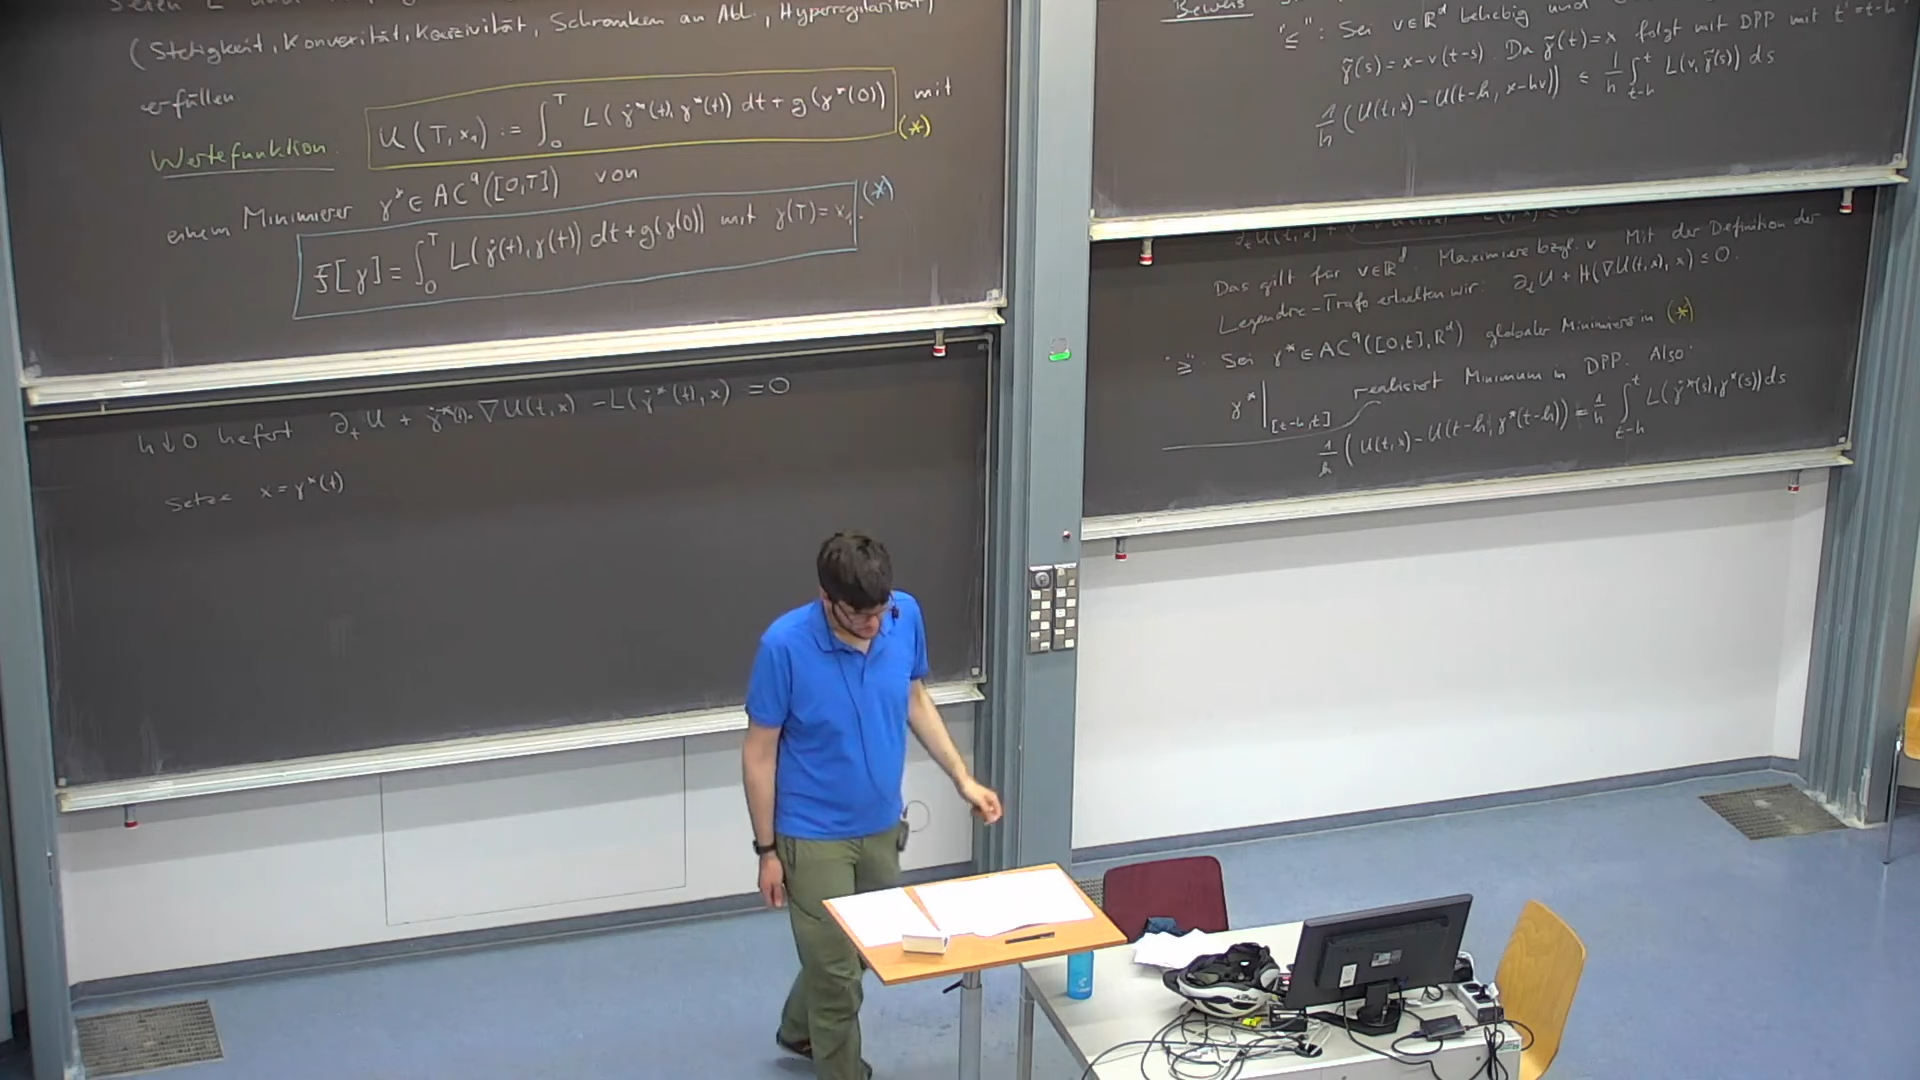 Seien L und
(Stetigkeit, Konvexität, Koerzivität, Schranken an Abl., Hyperregularität)
erfüllen
Wertefunktion. U(T, x₁) := ∫₀ᵀ L(γ̇*(t), γ*(t)) dt + g(γ*(0)) mit
(*)
einem Minimierer γ* ∈ AC^q([0,T]) von
F[γ] = ∫₀ᵀ L(γ̇(t), γ(t)) dt + g(γ(0)) mit γ(T) = x₁. (*)
h↓0 liefert ∂ₜU + γ̇*(t)·∇U(t,x) − L(γ̇*(t), x) = 0
Setze x = γ*(t)
Beweis
"≤": Sei v∈ℝᵈ beliebig und
γ̃(s) = x − v(t−s). Da γ̃(t) = x folgt mit DPP mit t' = t−h
1/h (U(t,x) − U(t−h, x−hv)) ≤ 1/h ∫_{t−h}^t L(v, γ̃(s)) ds
Das gilt für v∈ℝᵈ. Maximiere bzgl. v Mit der Definition der
Legendre-Trafo erhalten wir: ∂ₜU + H(∇U(t,x), x) ≤ 0.
"≥": Sei γ* ∈ AC^q([0,t], ℝᵈ) globaler Minimierer in (*)
γ*|_{[t−h,t]} realisiert Minimum in DPP. Also:
1/h (U(t,x) − U(t−h, γ*(t−h))) = 1/h ∫_{t−h}^t L(γ̇*(s), γ*(s)) ds